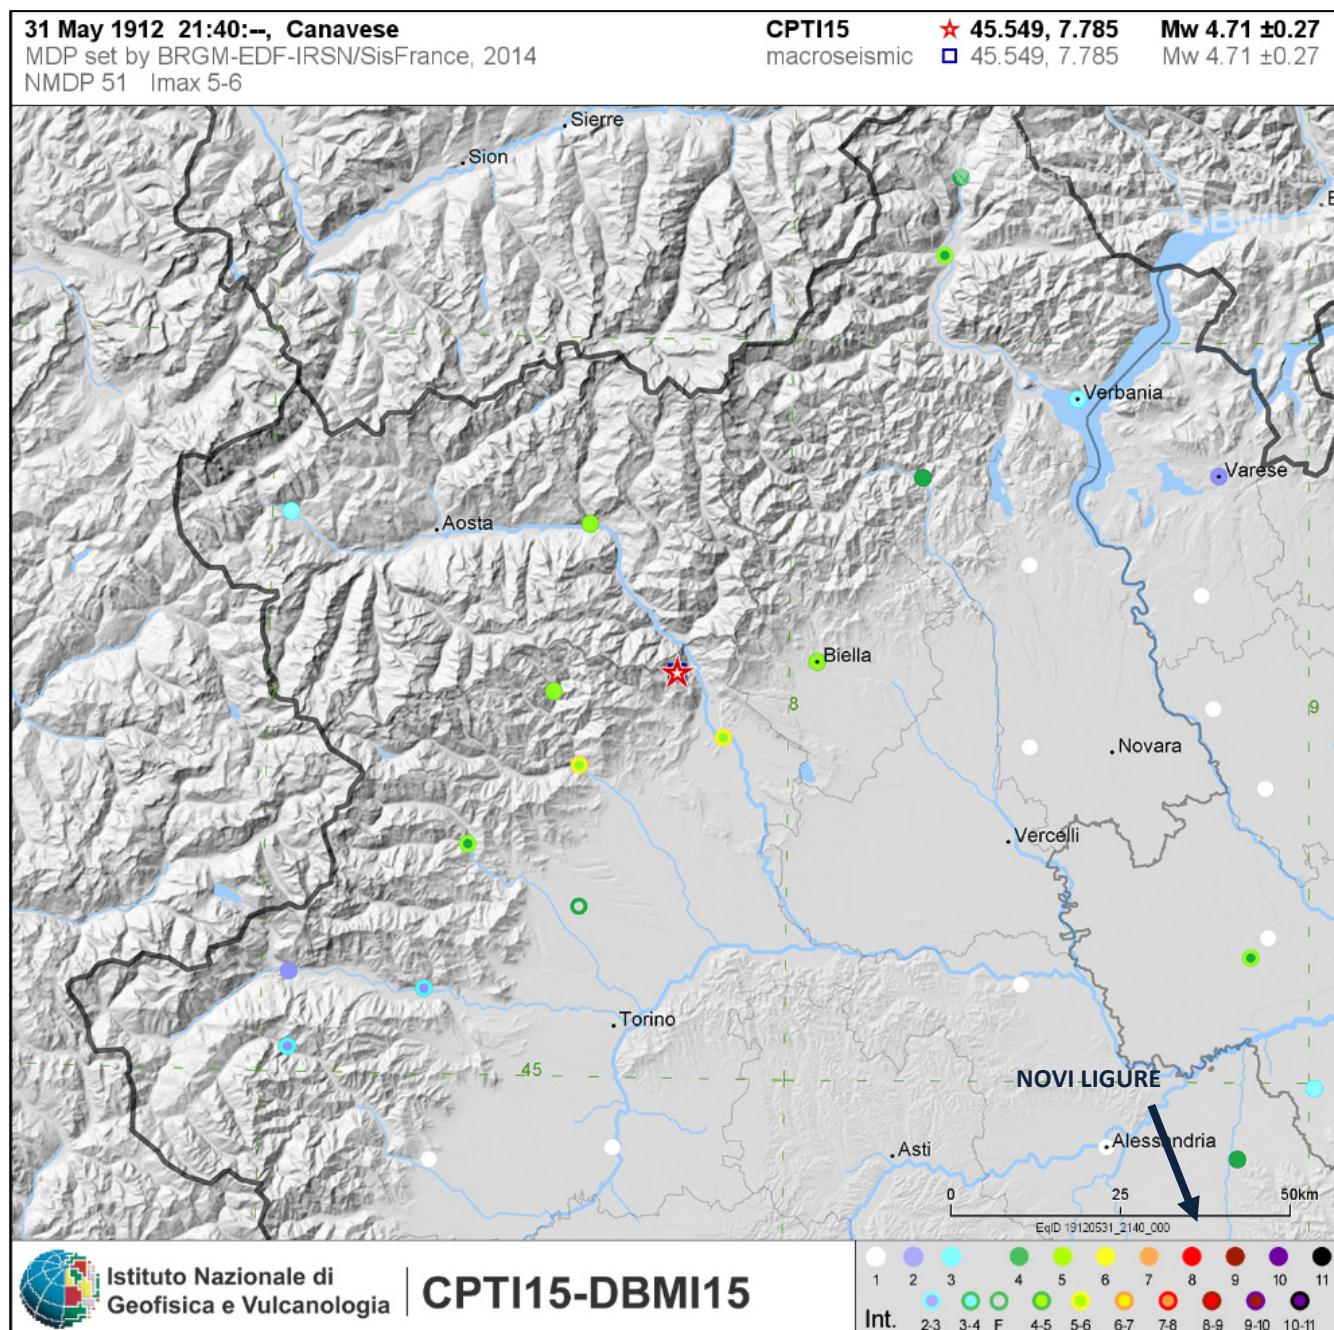 31 May 1912 21:40:--, Canavese CPTI15 45.549, 7.785 Mw 4.71 ±0.27
MDP set by BRGM-EDF-IRSN/SisFrance, 2014 macroseismic 45.549, 7.785 Mw 4.71 ±0.27
NMDP 51 Imax 5-6
Sierre
Sion
DBMI15
Verbania
Varese
Aosta
Biella
8
9
Novara
Vercelli
Torino
45
NOVI LIGURE
Alessandria
Asti
0 25 50km
EqID 19120531_2140_000
Istituto Nazionale di
Geofisica e Vulcanologia
CPTI15-DBMI15
1 2 3 4 5 6 7 8 9 10 11
Int. 2-3 3-4 F 4-5 5-6 6-7 7-8 8-9 9-10 10-11